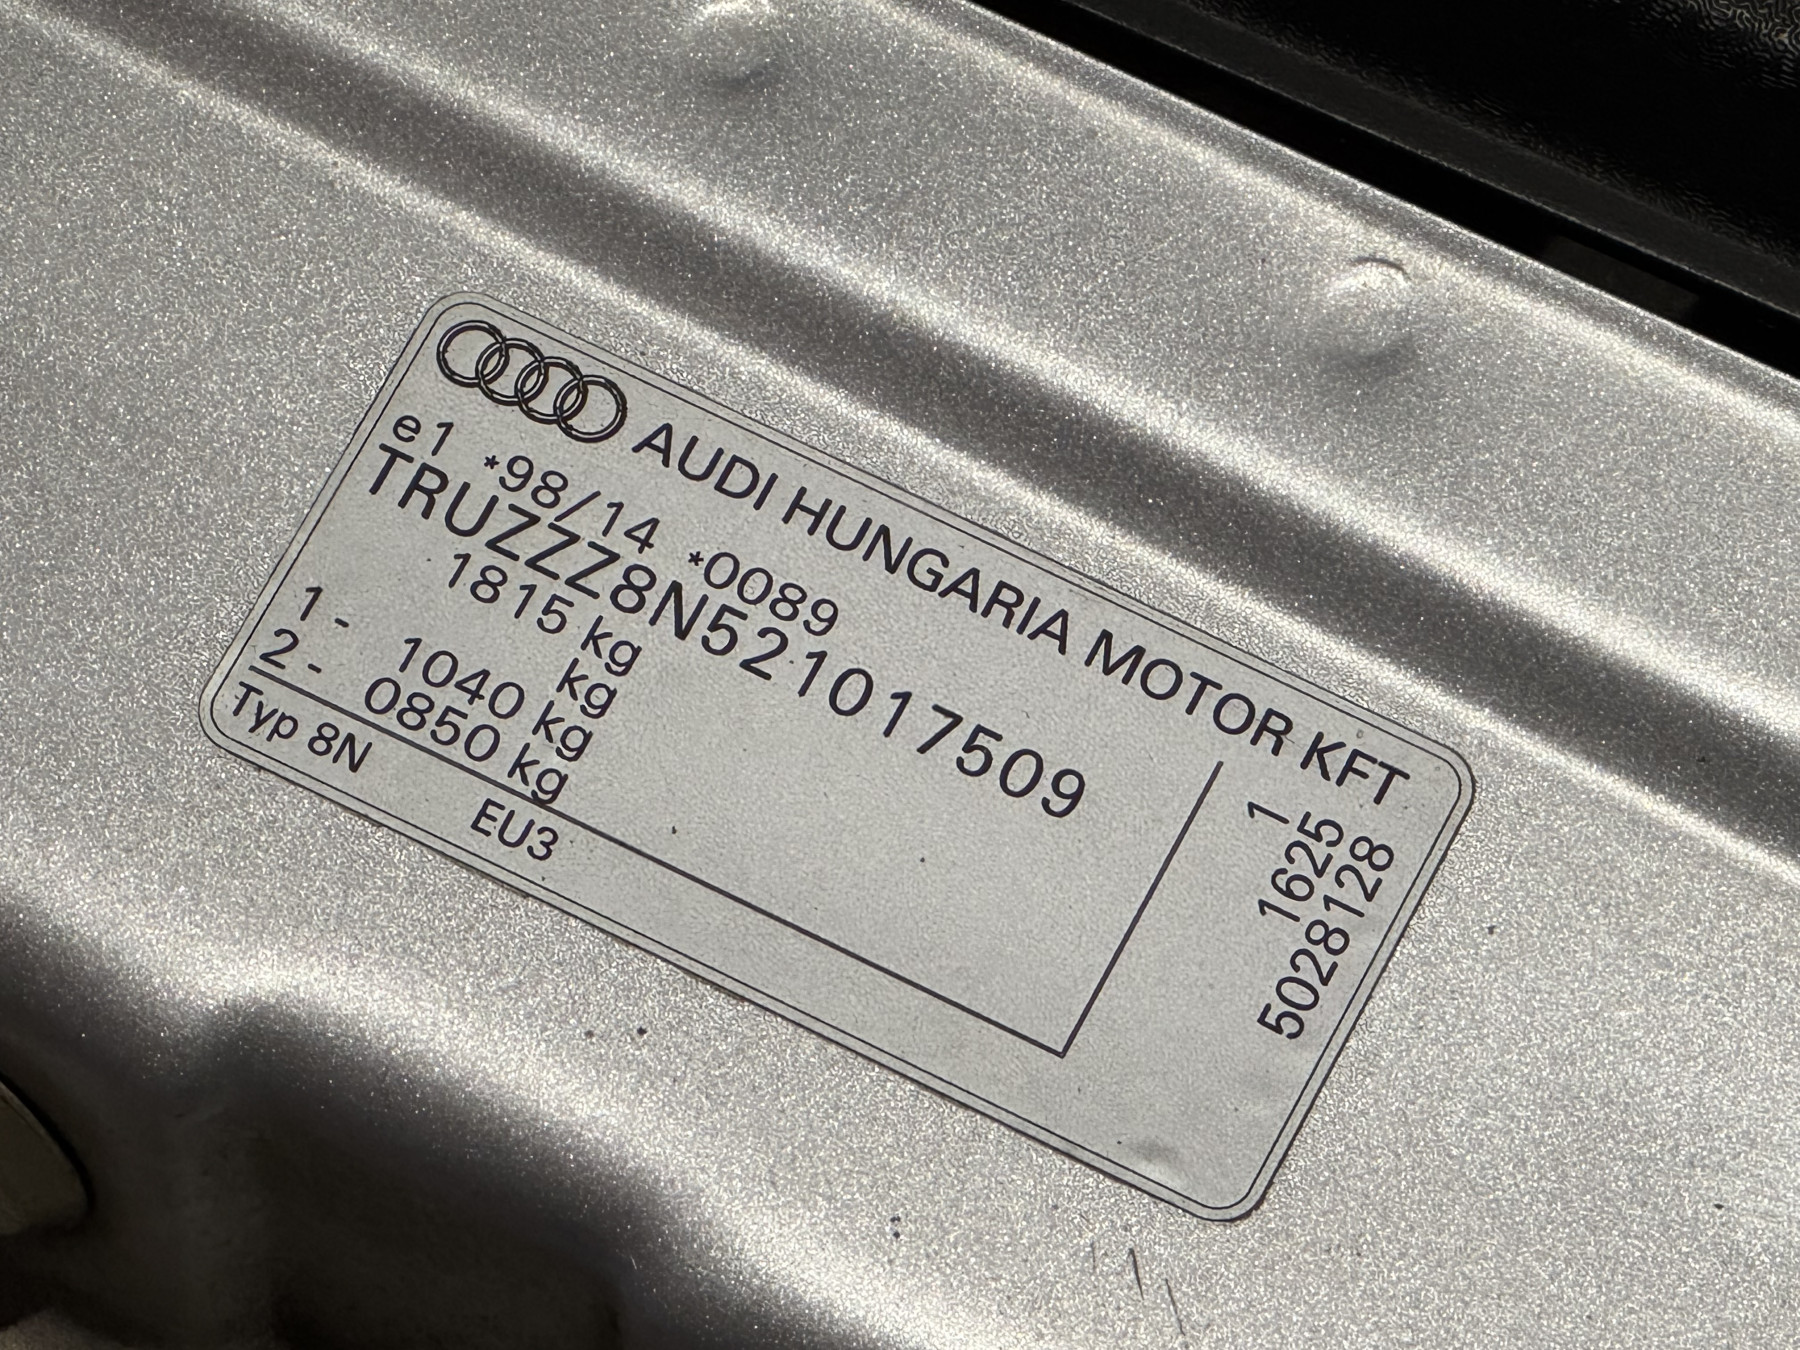 AUDI HUNGARIA MOTOR KFT
e1 *98/14 *0089
TRUZZZ8N521017509
1815 kg
kg
1 - 1040 kg
2 - 0850 kg
Typ 8N EU3
1
1625
5028128